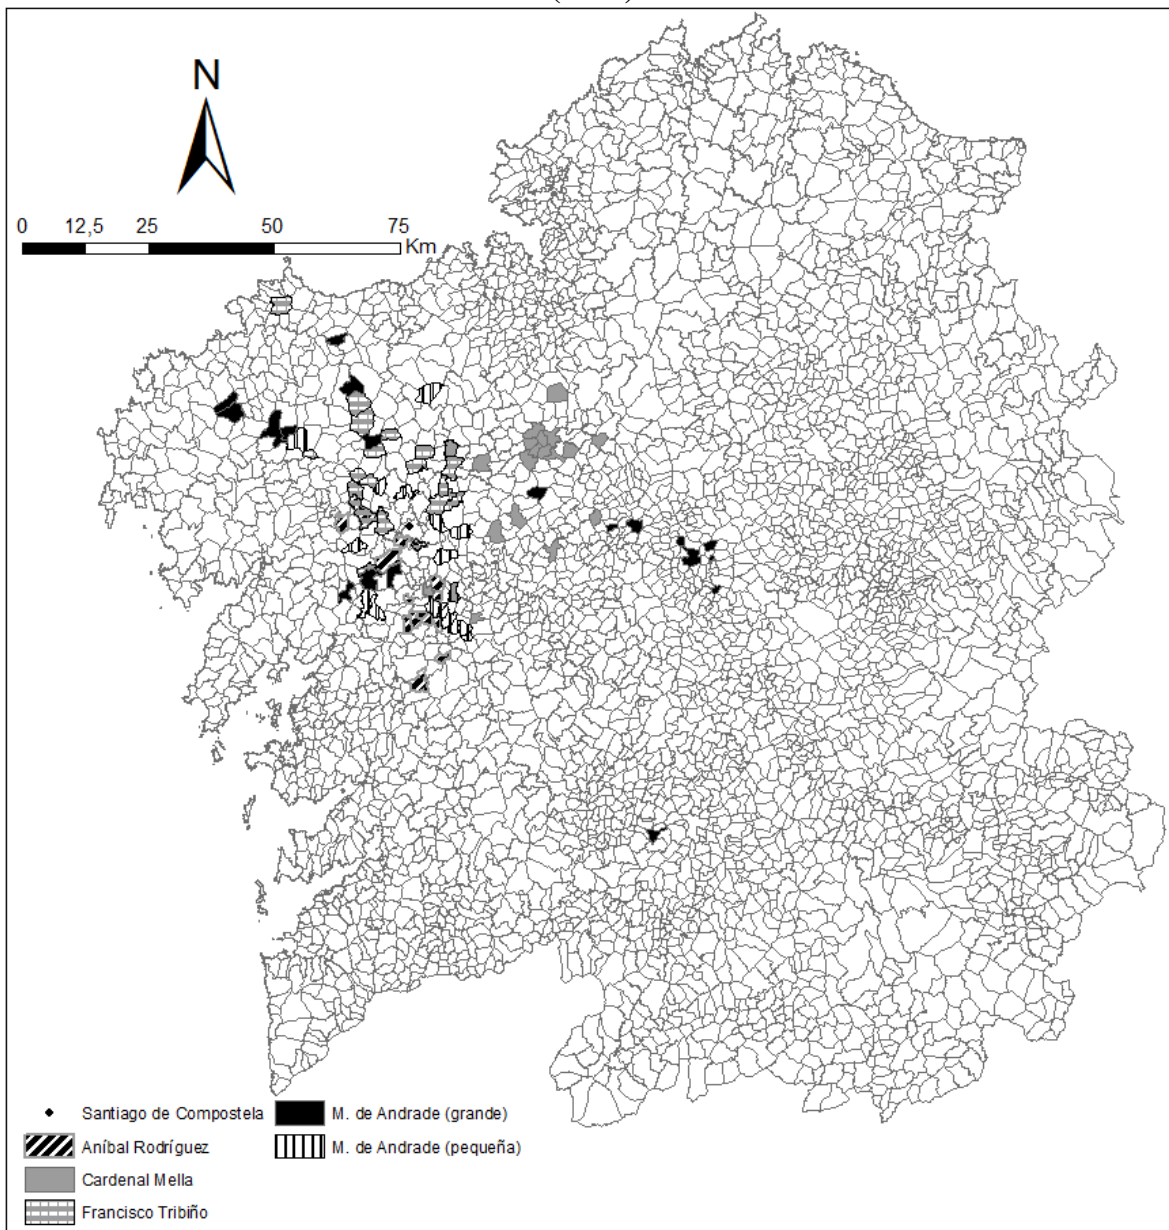 N
0 12,5 25 50 75
Km
Santiago de Compostela
Aníbal Rodríguez
Cardenal Mella
Francisco Tribiño
M. de Andrade (grande)
M. de Andrade (pequeña)